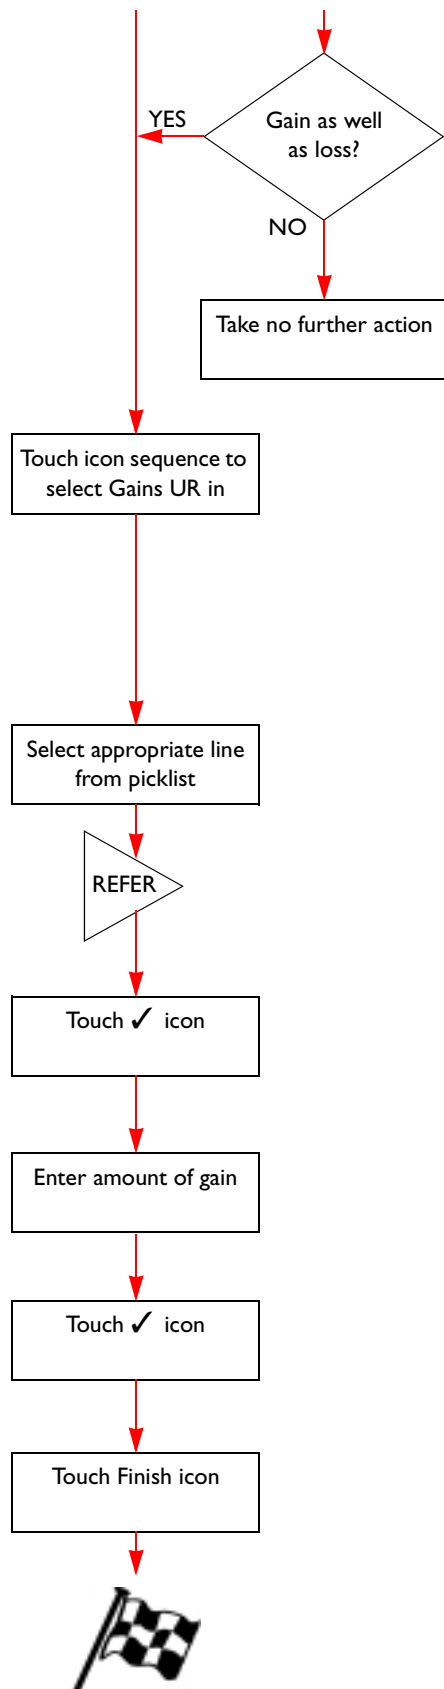 Gain as well
as loss?
YES
NO
Take no further action
Touch icon sequence to
select Gains UR in
Select appropriate line
from picklist
REFER
Touch ✓ icon
Enter amount of gain
Touch ✓ icon
Touch Finish icon